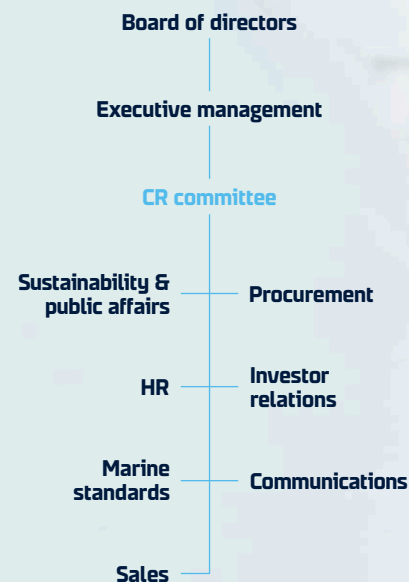 Board of directors
Executive management
CR committee
Sustainability &
public affairs
Procurement
HR
Investor
relations
Marine
standards
Communications
Sales